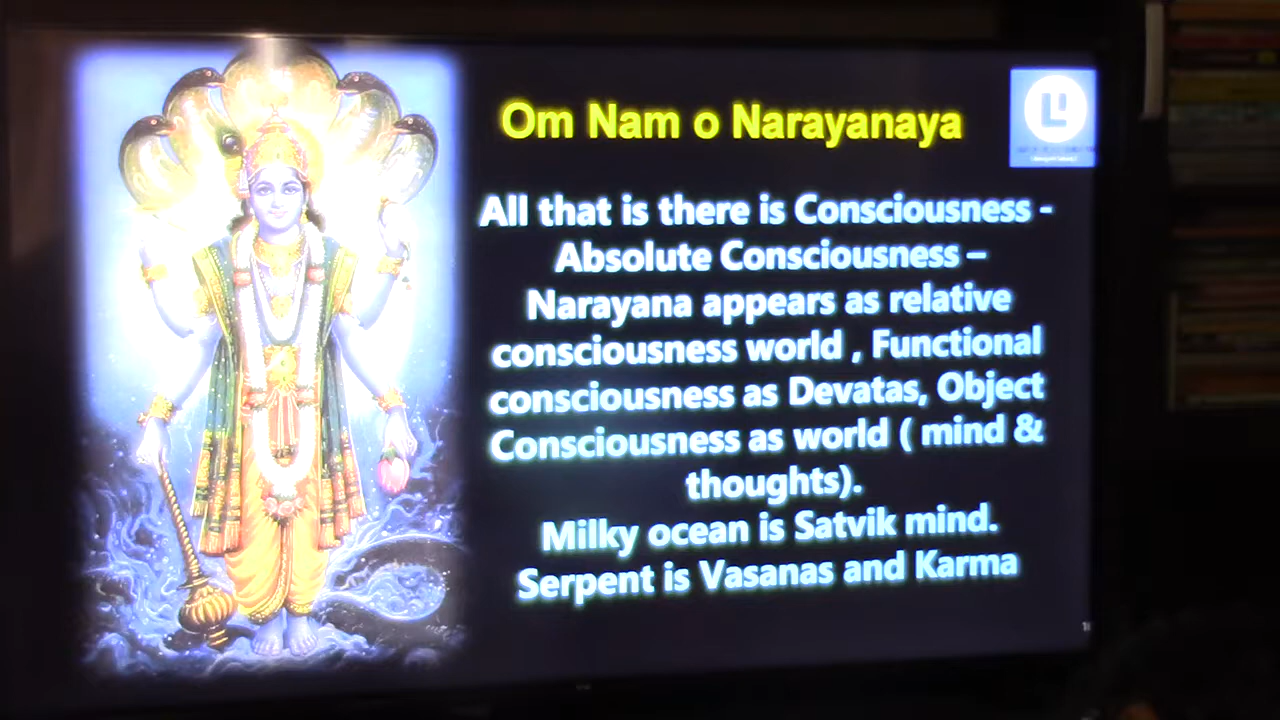 Om Nam o Narayanaya
All that is there is Consciousness -
Absolute Consciousness –
Narayana appears as relative
consciousness world , Functional
consciousness as Devatas, Object
Consciousness as world ( mind &
thoughts).
Milky ocean is Satvik mind.
Serpent is Vasanas and Karma